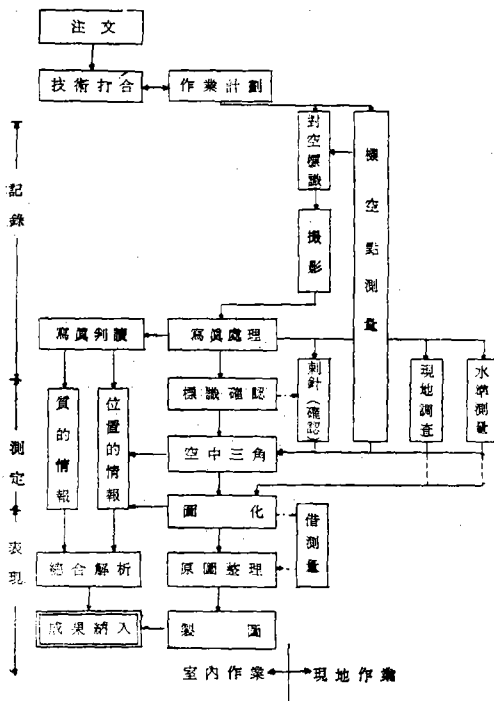 注文
技術打合
作業計劃
對空標識
標空點測量
記錄
撮影
寫眞判讀
寫眞處理
質的情報
位置的情報
標識確認
刺針(確認)
現地調査
水準測量
測定
空中三角
圖化
借測量
表現
綜合解析
原圖整理
成果納入
製圖
室內作業
現地作業